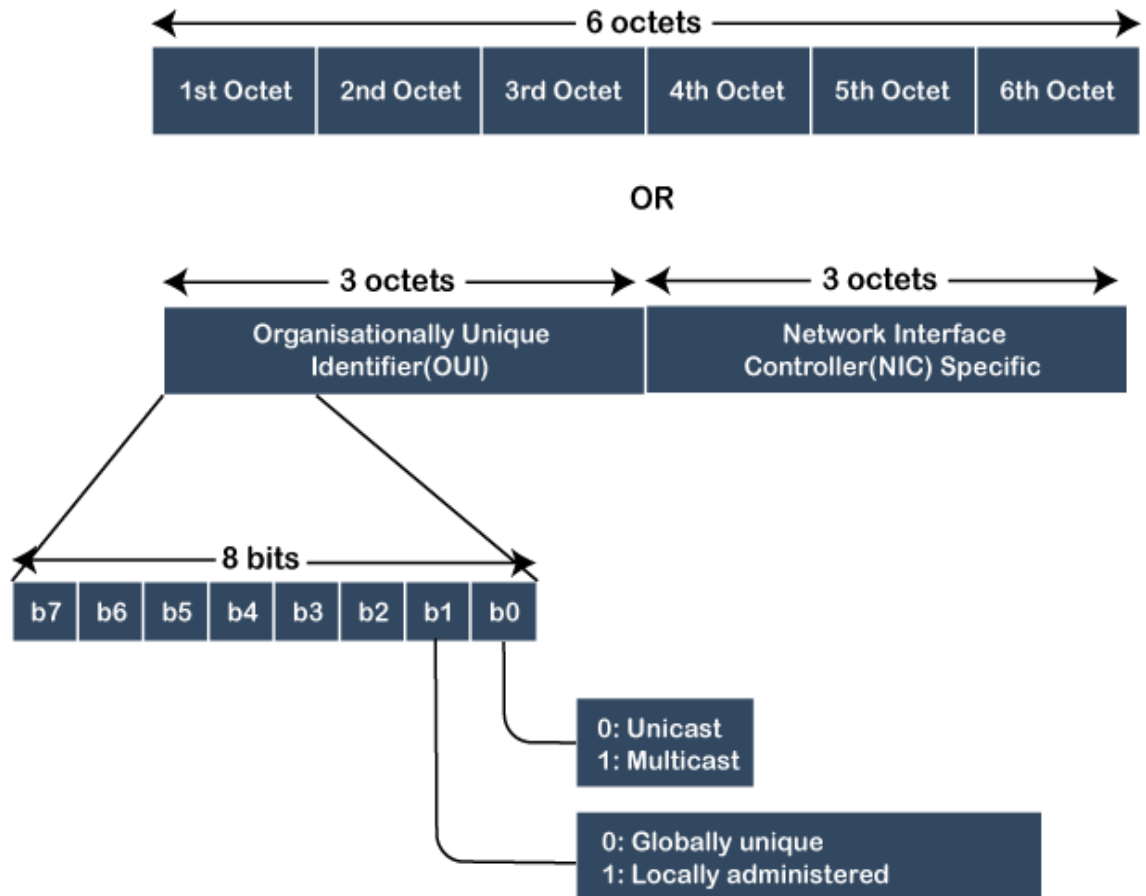 6 octets
1st Octet 2nd Octet 3rd Octet 4th Octet 5th Octet 6th Octet
OR
3 octets 3 octets
Organisationally Unique
Identifier(OUI)
Network Interface
Controller(NIC) Specific
8 bits
b7 b6 b5 b4 b3 b2 b1 b0
0: Unicast
1: Multicast
0: Globally unique
1: Locally administered